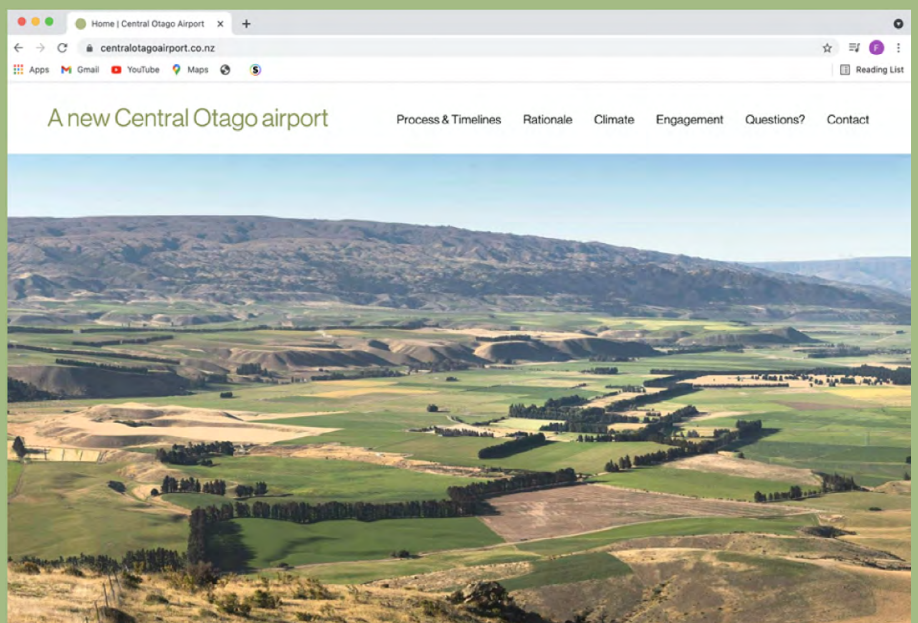 Home | Central Otago Airport
centralotagoairport.co.nz
F
Apps Gmail YouTube Maps S Reading List
A new Central Otago airport
Process & Timelines Rationale Climate Engagement Questions? Contact